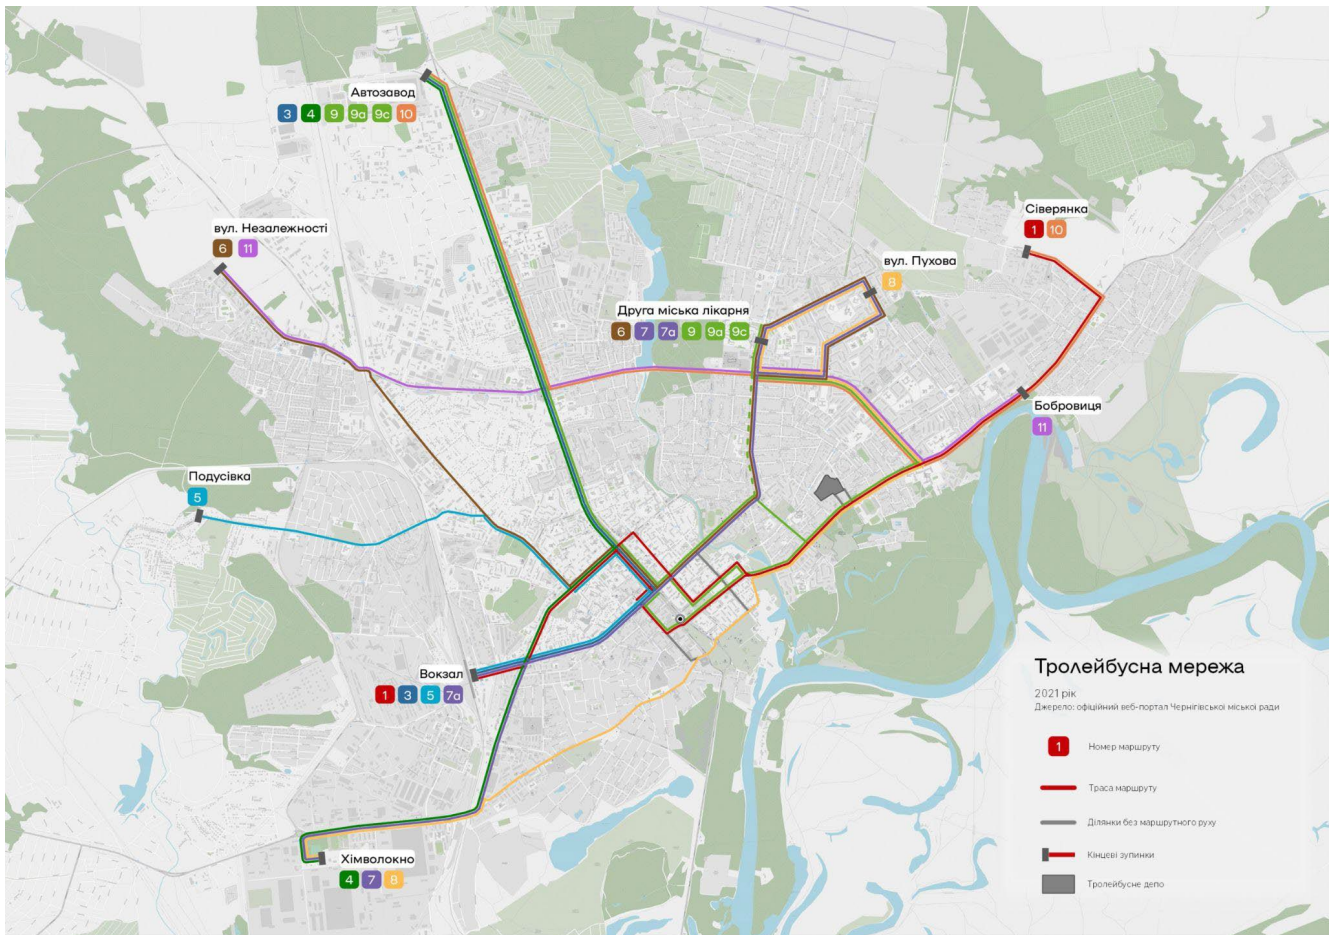 Автозавод
3 4 9 9а 9с 10
вул. Незалежності
6 11
Сіверянка
1 10
вул. Пухова
8
Друга міська лікарня
6 7 7а 9 9а 9с
Бобровиця
11
Подусівка
5
Вокзал
1 3 5 7а
Хімволокно
4 7 8
Тролейбусна мережа
2021 рік
Джерело: офіційний веб-портал Чернігівської міської ради
1 Номер маршруту
Траса маршруту
Ділянки без маршрутного руху
Кінцеві зупинки
Тролейбусне депо